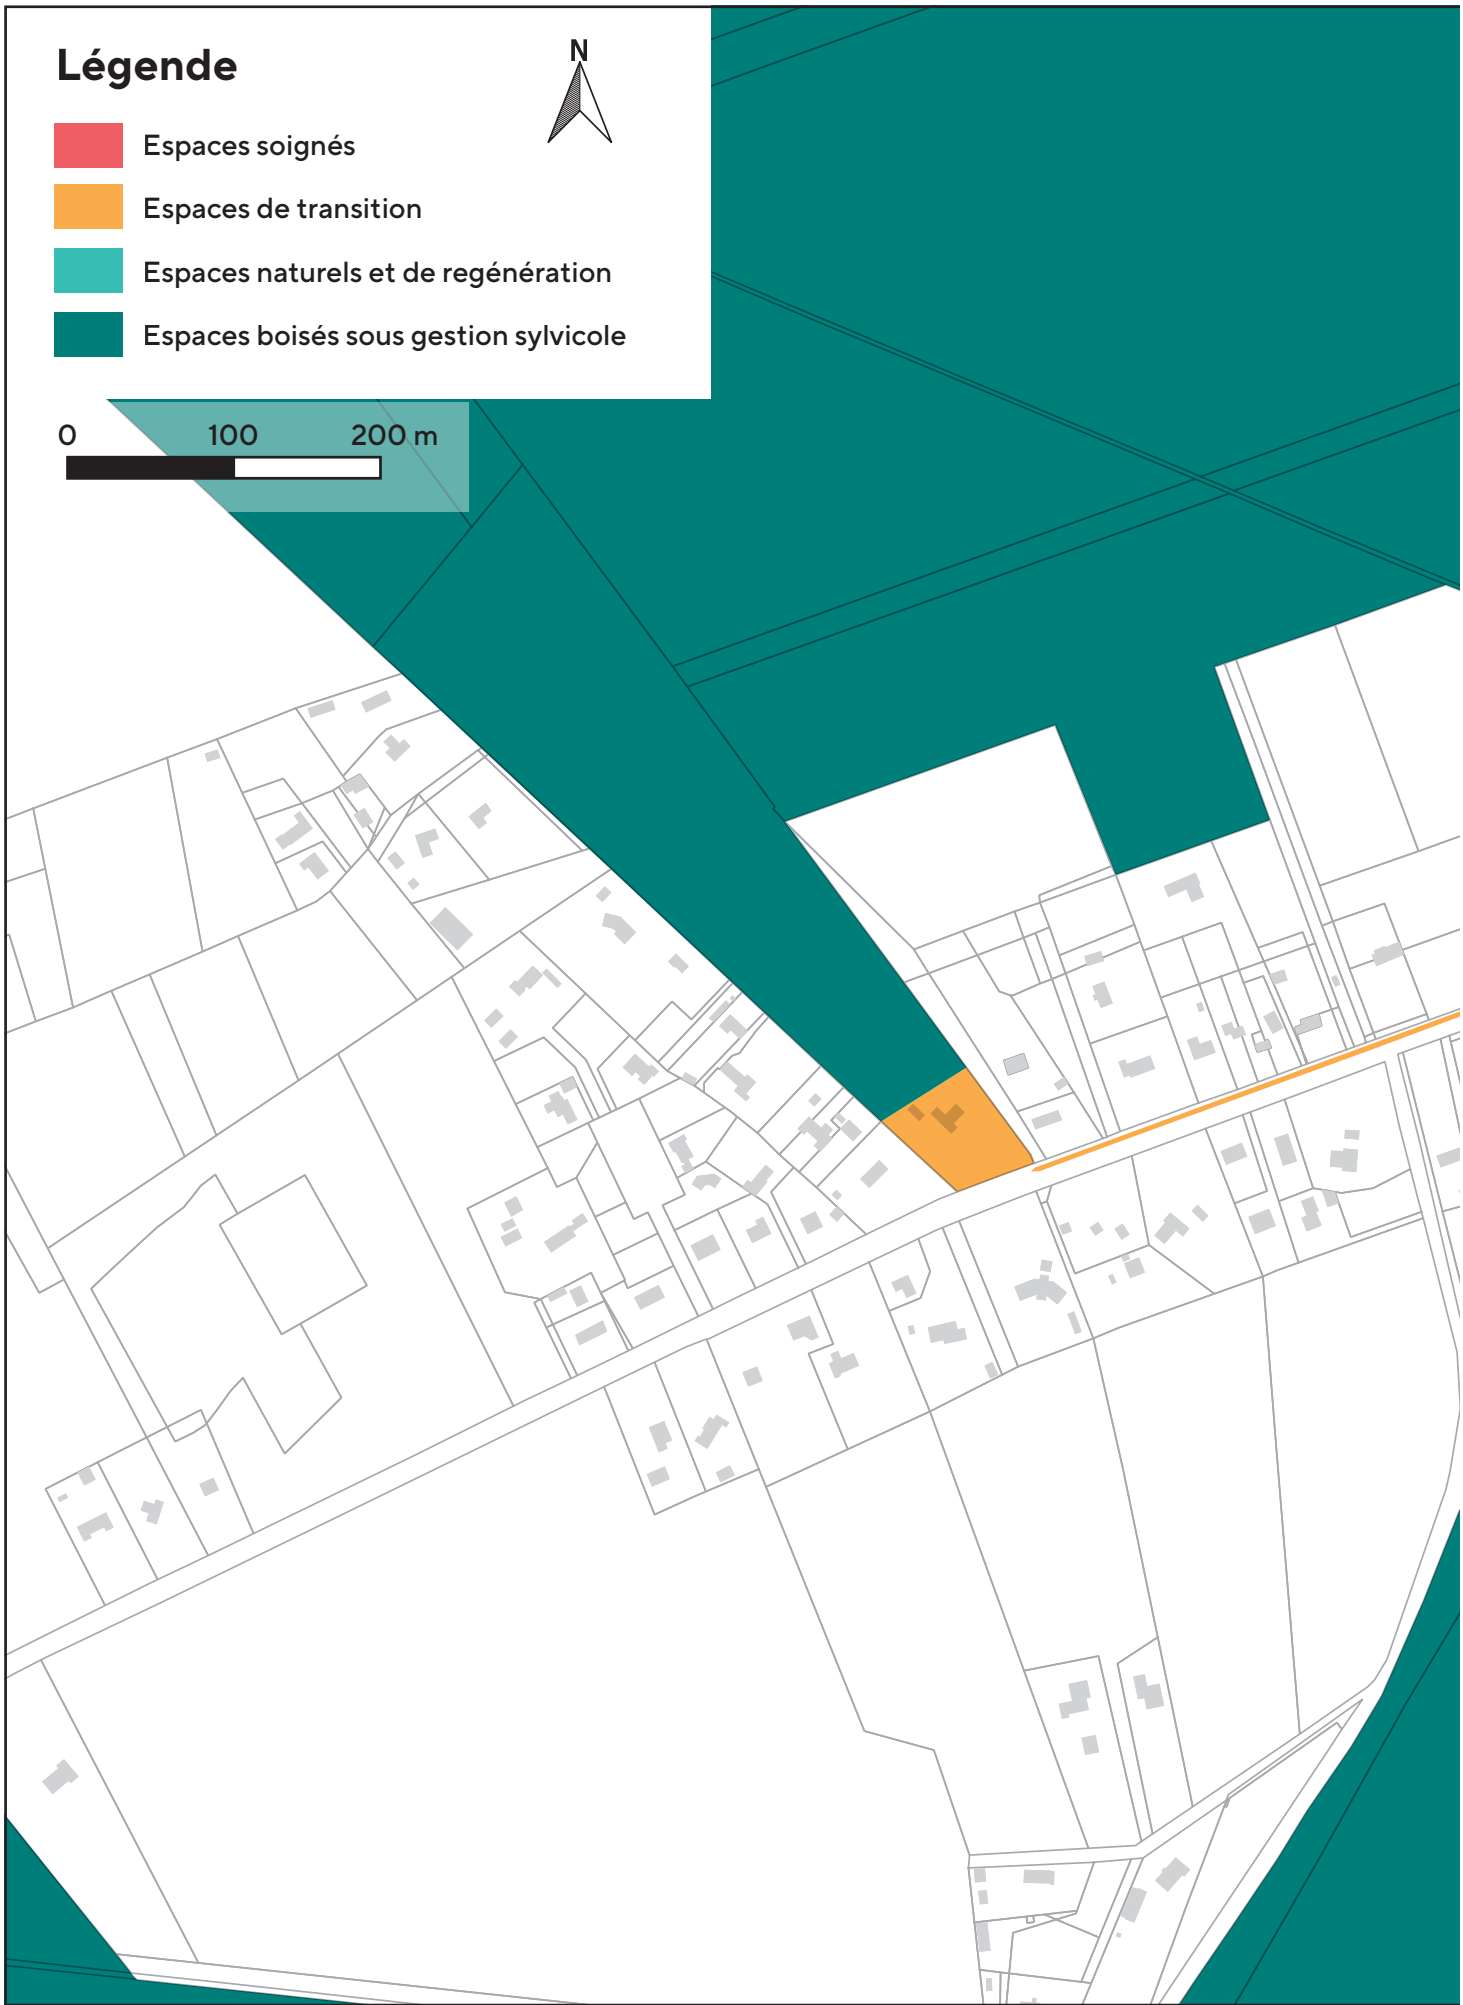 Légende
N
Espaces soignés
Espaces de transition
Espaces naturels et de regénération
Espaces boisés sous gestion sylvicole
0 100 200 m